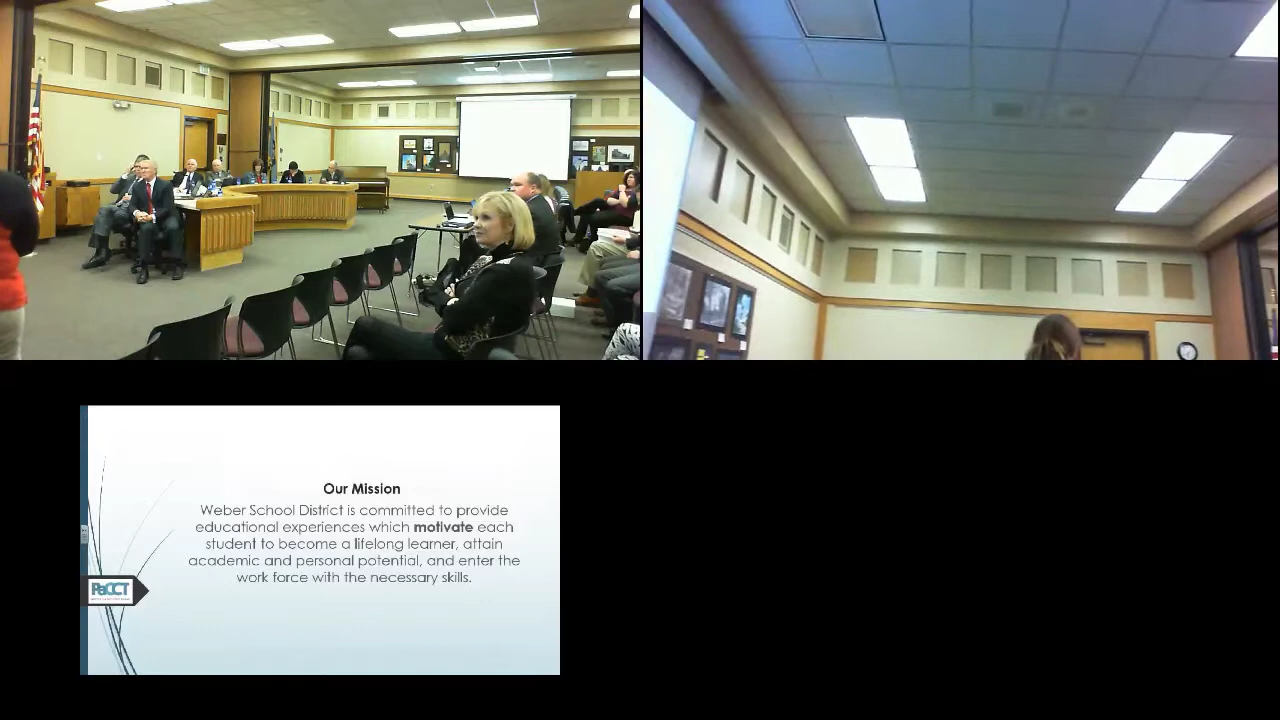 Our Mission
Weber School District is committed to provide
educational experiences which motivate each
student to become a lifelong learner, attain
academic and personal potential, and enter the
work force with the necessary skills.
PaCCT